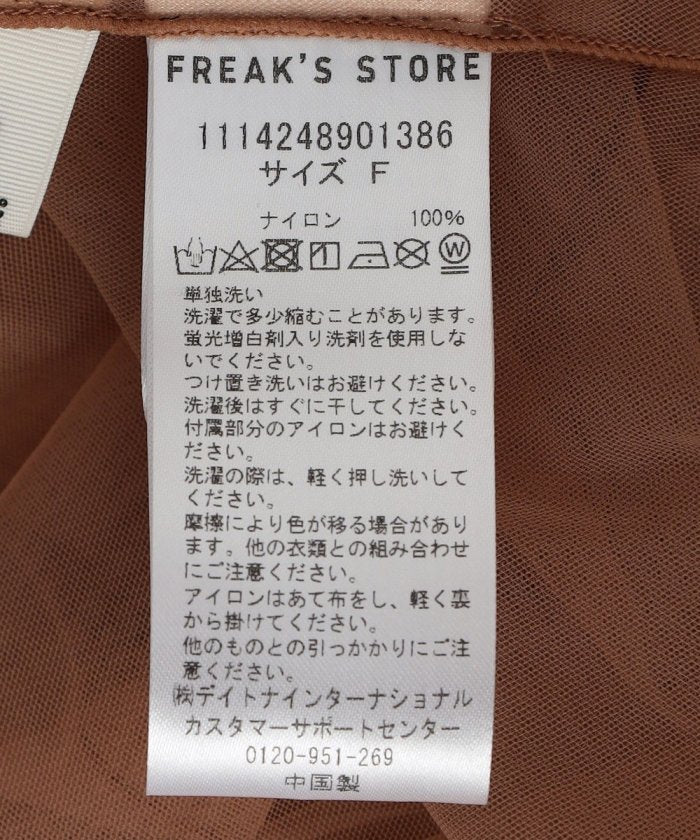 FREAK'S STORE
1114248901386
サイズ F
ナイロン 100%
単独洗い
洗濯で多少縮むことがあります。
蛍光増白剤入り洗剤を使用しな
いでください。
つけ置き洗いはお避けください。
洗濯後はすぐに干してください。
付属部分のアイロンはお避けく
ださい。
洗濯の際は、軽く押し洗いして
ください。
摩擦により色が移る場合があり
ます。他の衣類との組み合わせ
にご注意ください。
アイロンはあて布をし、軽く裏
から掛けてください。
他のものとの引っかかりにご注
意ください。
㈱デイトナインターナショナル
カスタマーサポートセンター
0120-951-269
中国製